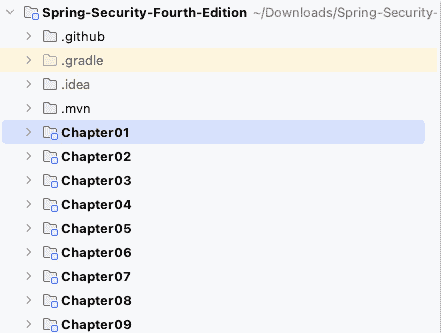 Spring-Security-Fourth-Edition ~/Downloads/Spring-Security-
.github
.gradle
.idea
.mvn
Chapter01
Chapter02
Chapter03
Chapter04
Chapter05
Chapter06
Chapter07
Chapter08
Chapter09